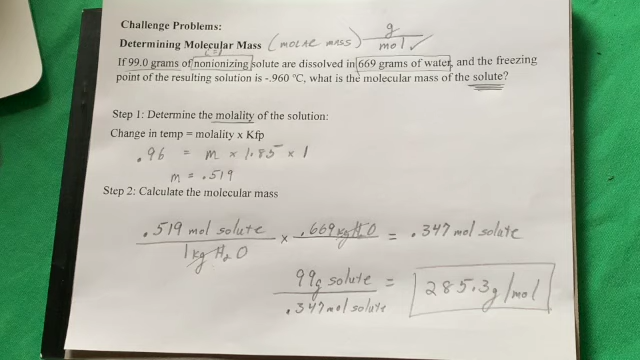 Challenge Problems:
Determining Molecular Mass (MOLAR MASS) g/mol ✓
(i=1)
If 99.0 grams of nonionizing solute are dissolved in 669 grams of water, and the freezing
point of the resulting solution is -.960 °C, what is the molecular mass of the solute?
Step 1: Determine the molality of the solution:
Change in temp = molality x Kfp
.96 = m x 1.85 x 1
m = .519
Step 2: Calculate the molecular mass
.519 mol solute / 1 kg H2O x .669 kg H2O = .347 mol solute
99g solute / .347 mol solute = 285.3g/mol